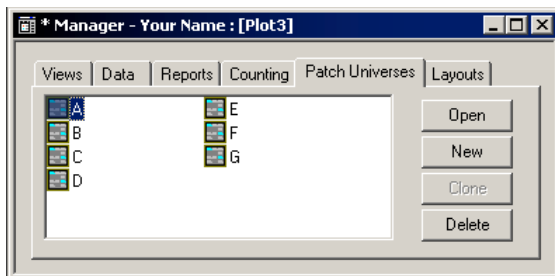 * Manager - Your Name : [Plot3]
Views Data Reports Counting Patch Universes Layouts
A E
B F
C G
D
Open
New
Clone
Delete